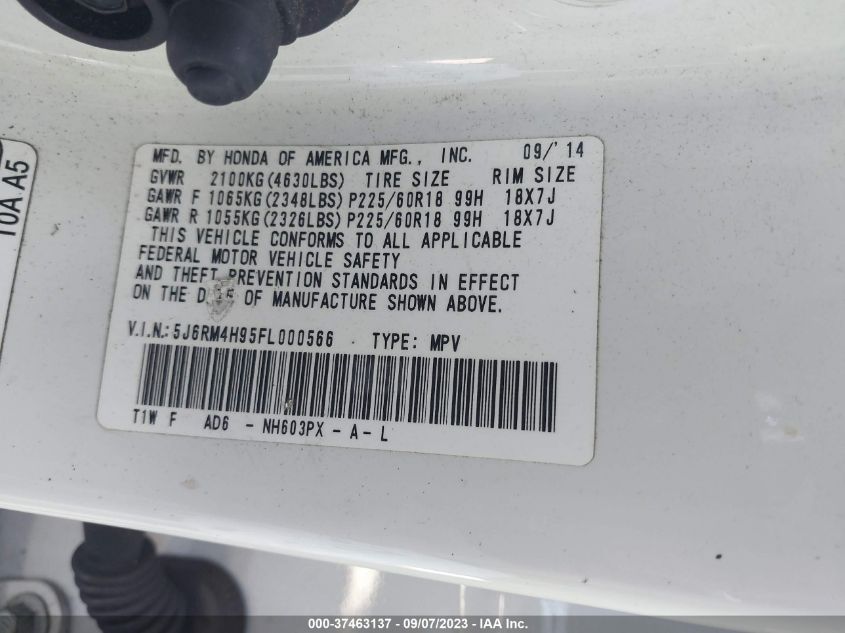 10A A5
MFD. BY HONDA OF AMERICA MFG., INC. 09/'14
GVWR 2100KG(4630LBS) TIRE SIZE RIM SIZE
GAWR F 1065KG(2348LBS) P225/60R18 99H 18X7J
GAWR R 1055KG(2326LBS) P225/60R18 99H 18X7J
THIS VEHICLE CONFORMS TO ALL APPLICABLE
FEDERAL MOTOR VEHICLE SAFETY
AND THEFT PREVENTION STANDARDS IN EFFECT
ON THE OF MANUFACTURE SHOWN ABOVE.
V.I.N.: 5J6RM4H95FL000566 TYPE: MPV
T1W F AD6 - NH603PX - A - L
000-37463137 - 09/07/2023 - IAA Inc.